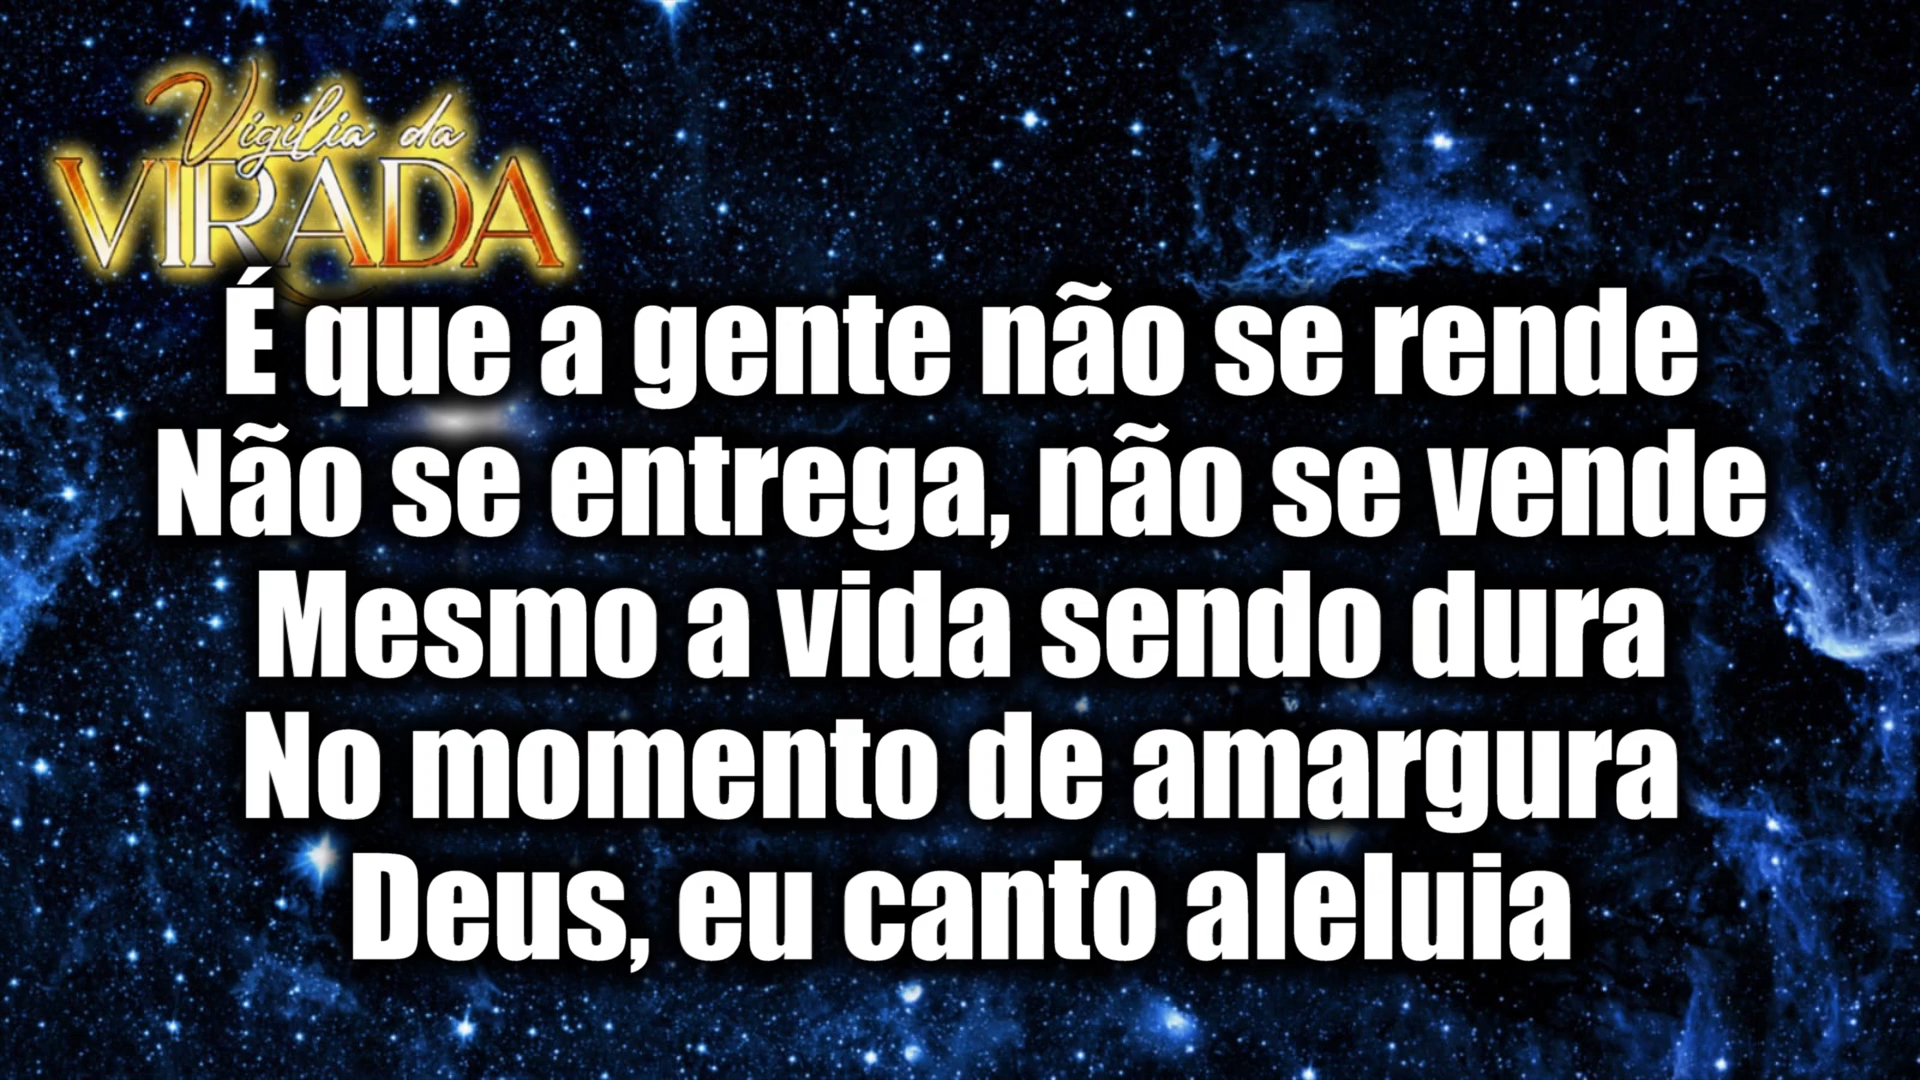 Vigília da
VIRADA
É que a gente não se rende
Não se entrega, não se vende
Mesmo a vida sendo dura
No momento de amargura
Deus, eu canto aleluia